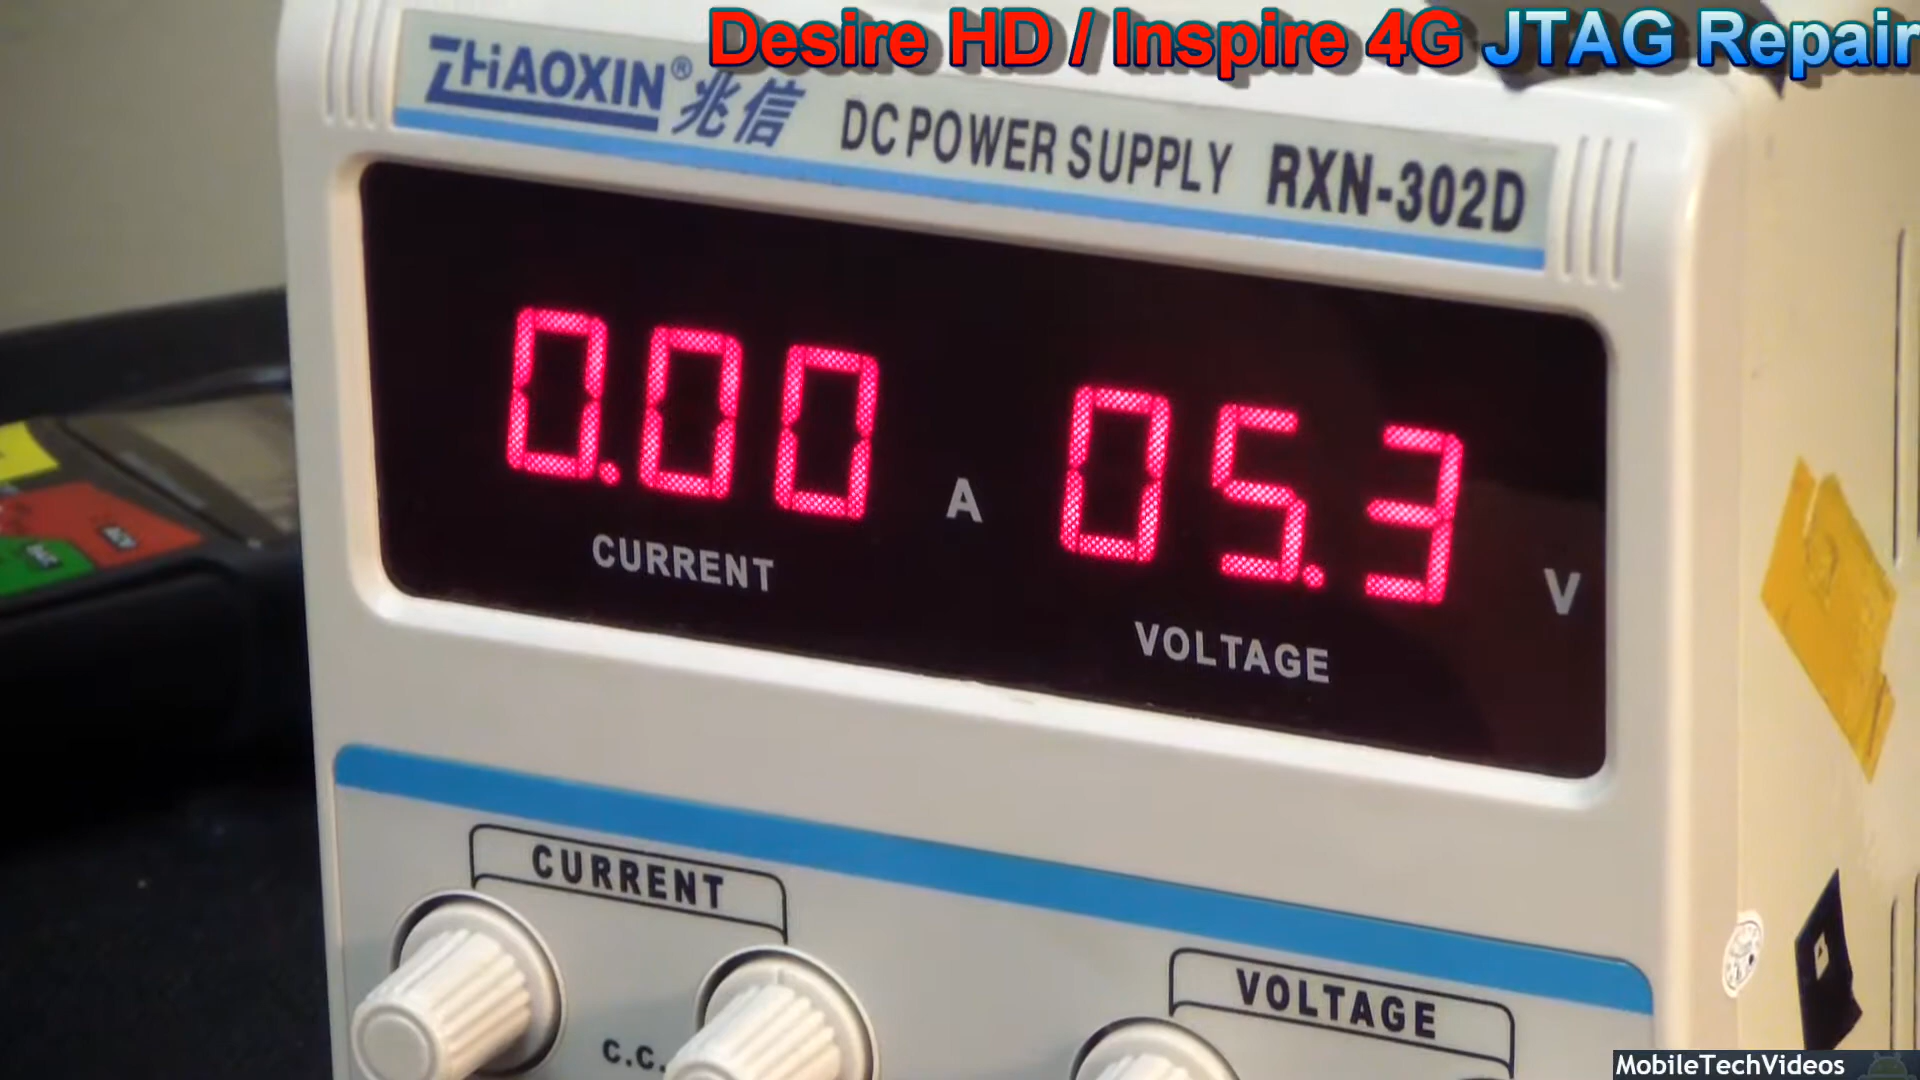 Desire HD / Inspire 4G JTAG Repair
ZHAOXIN® 兆信 DC POWER SUPPLY RXN-302D
0.00 A 05.3 V
CURRENT VOLTAGE
CURRENT
VOLTAGE
C.C.
MobileTechVideos